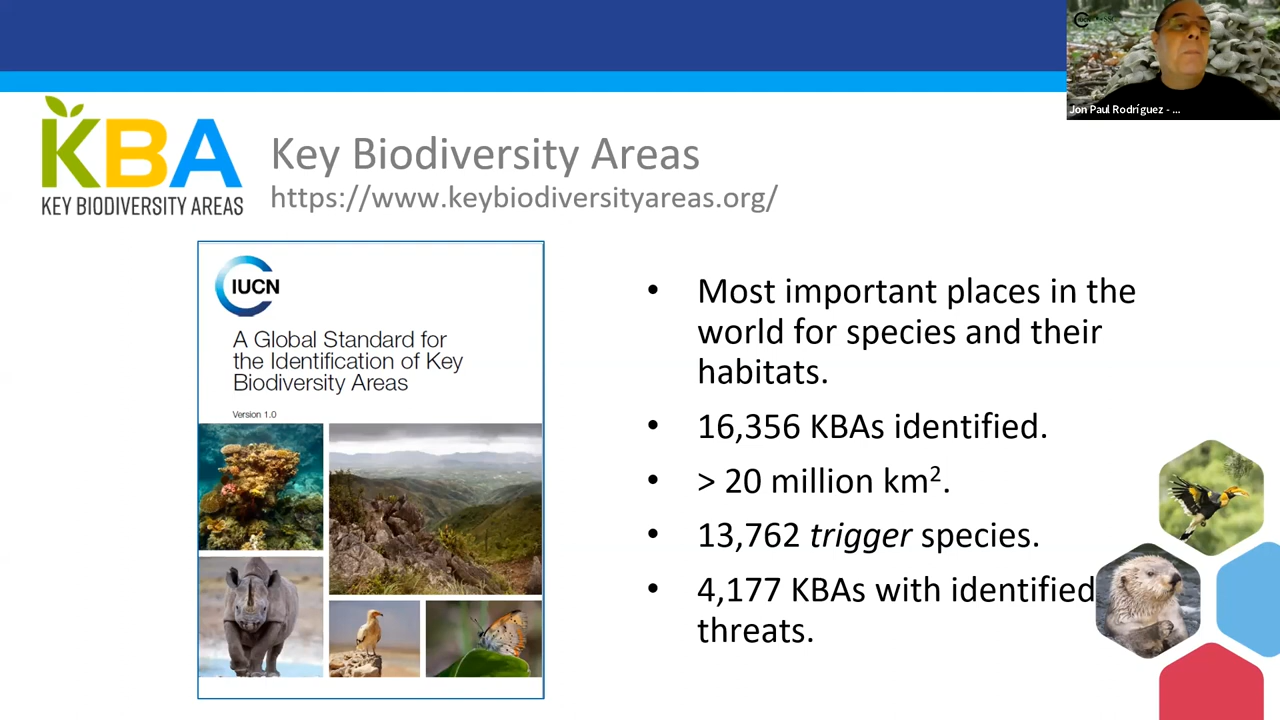 IUCN
Jon Paul Rodríguez - ...
KBA
KEY BIODIVERSITY AREAS
Key Biodiversity Areas
https://www.keybiodiversityareas.org/
IUCN
A Global Standard for
the Identification of Key
Biodiversity Areas
Version 1.0
• Most important places in the
world for species and their
habitats.
• 16,356 KBAs identified.
• > 20 million km².
• 13,762 trigger species.
• 4,177 KBAs with identified
threats.